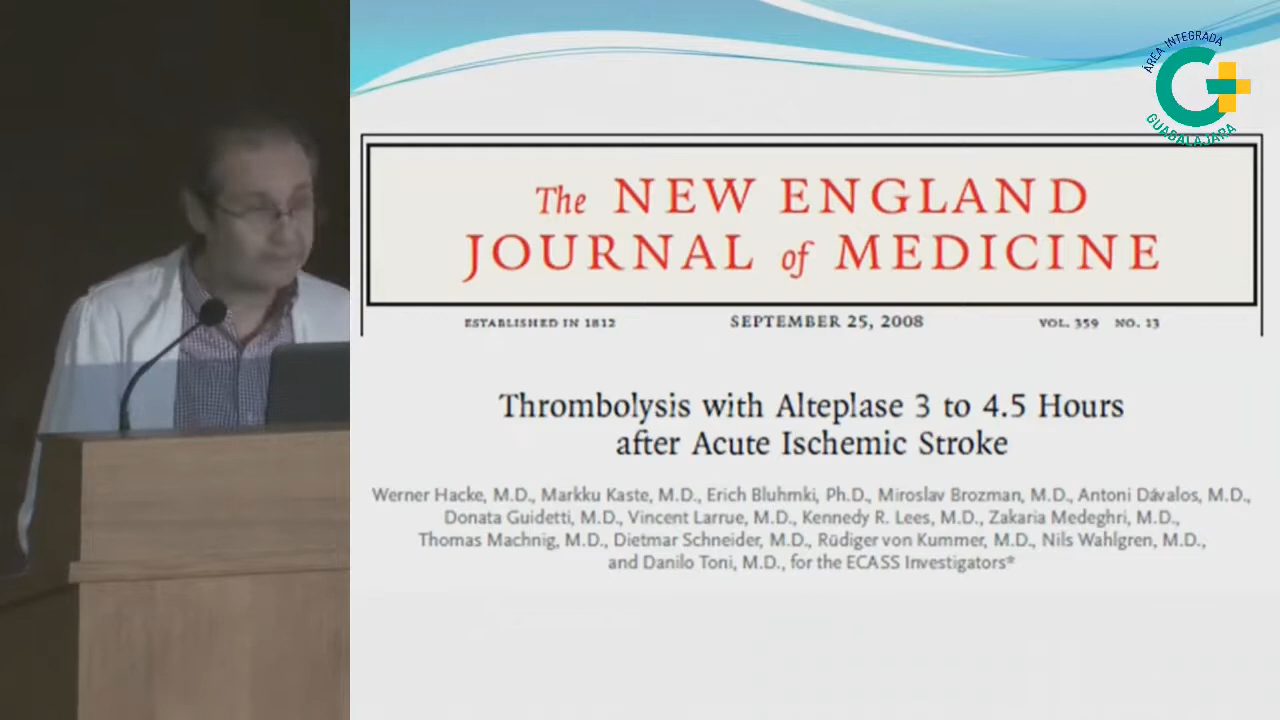 ÁREA INTEGRADA
GUADALAJARA
The NEW ENGLAND
JOURNAL of MEDICINE
ESTABLISHED IN 1812
SEPTEMBER 25, 2008
VOL. 359 NO. 13
Thrombolysis with Alteplase 3 to 4.5 Hours
after Acute Ischemic Stroke
Werner Hacke, M.D., Markku Kaste, M.D., Erich Bluhmki, Ph.D., Miroslav Brozman, M.D., Antoni Dávalos, M.D.,
Donata Guidetti, M.D., Vincent Larrue, M.D., Kennedy R. Lees, M.D., Zakaria Medeghri, M.D.,
Thomas Machnig, M.D., Dietmar Schneider, M.D., Rüdiger von Kummer, M.D., Nils Wahlgren, M.D.,
and Danilo Toni, M.D., for the ECASS Investigators*